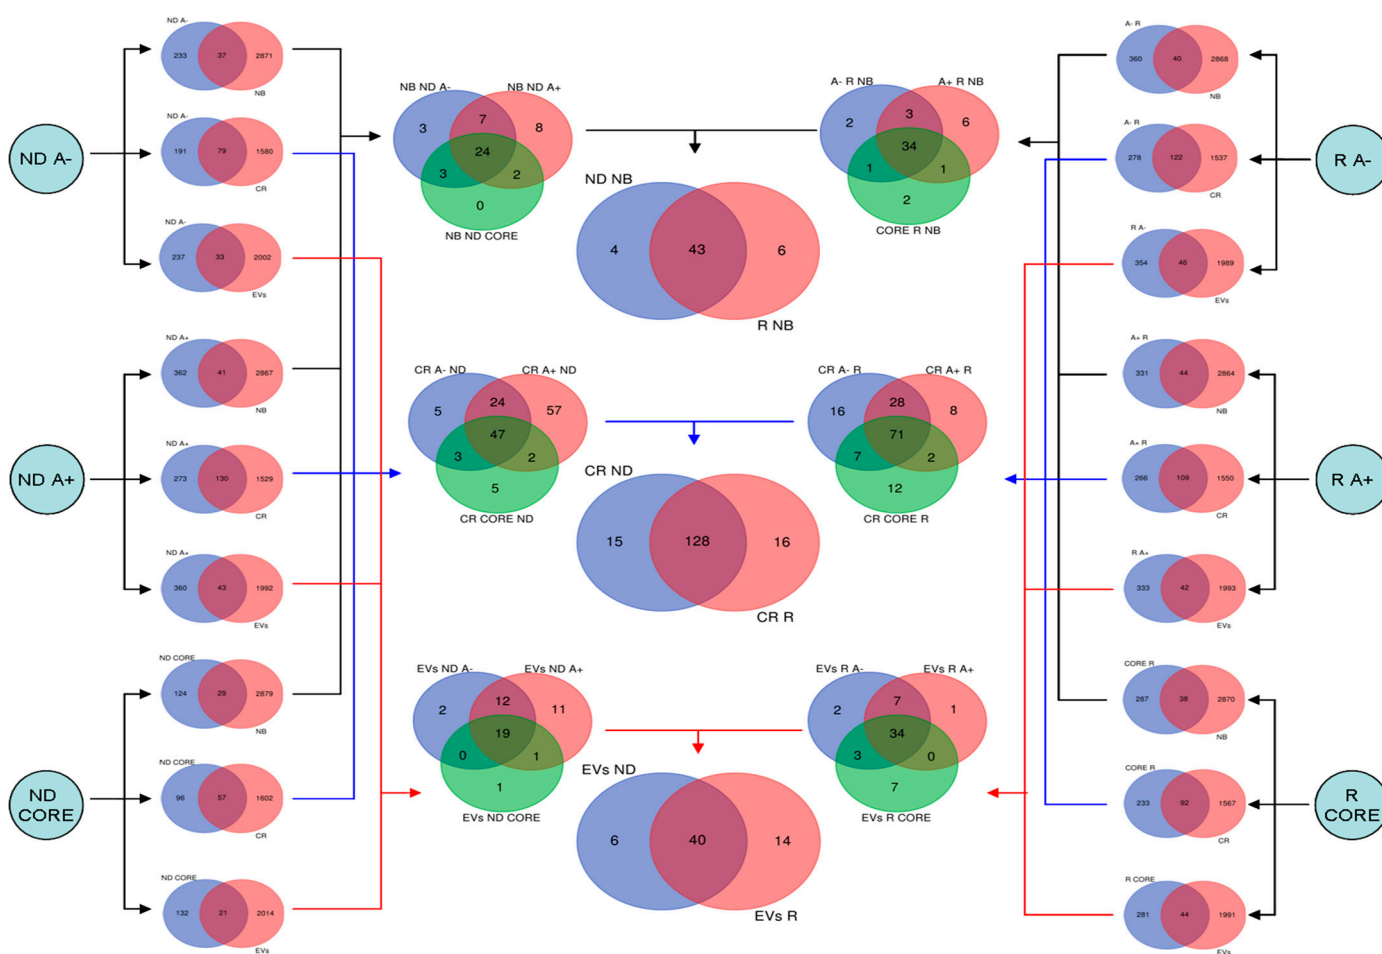 ND A-
233 37 2871
NB
ND A-
191 79 1580
CR
ND A-
237 33 2002
EVs
ND A-
ND A+
362 41 2867
NB
ND A+
273 130 1529
CR
ND A+
360 43 1992
EVs
ND A+
ND CORE
124 29 2879
NB
ND CORE
96 57 1602
CR
ND CORE
132 21 2014
EVs
ND
CORE
NB ND A- NB ND A+
3 7 8
24
3 2
0
NB ND CORE
A- R NB A+ R NB
2 3 6
34
1 1
2
CORE R NB
ND NB
4 43 6
R NB
CR A- ND CR A+ ND
5 24 57
47
3 2
5
CR CORE ND
CR A- R CR A+ R
16 28 8
71
7 2
12
CR CORE R
CR ND
15 128 16
CR R
EVs ND A- EVs ND A+
2 12 11
19
0 1
1
EVs ND CORE
EVs R A- EVs R A+
2 7 1
34
3 0
7
EVs R CORE
EVs ND
6 40 14
EVs R
A- R
360 40 2868
NB
A- R
278 122 1537
CR
R A-
354 46 1989
EVs
R A-
A+ R
331 44 2864
NB
A+ R
266 109 1550
CR
R A+
333 42 1993
EVs
R A+
CORE R
287 38 2870
NB
CORE R
233 92 1567
CR
R CORE
281 44 1991
EVs
R
CORE